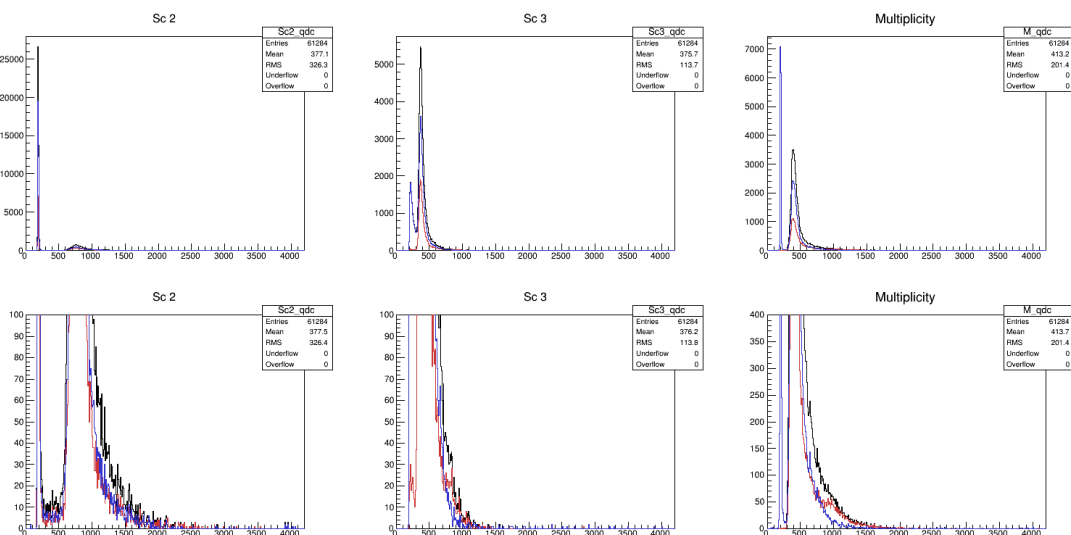 Sc 2
Sc2_qdc
Entries 61284
Mean 377.1
RMS 326.3
Underflow 0
Overflow 0
25000
20000
15000
10000
5000
0
0 500 1000 1500 2000 2500 3000 3500 4000
Sc 3
Sc3_qdc
Entries 61284
Mean 375.7
RMS 113.7
Underflow 0
Overflow 0
5000
4000
3000
2000
1000
0
0 500 1000 1500 2000 2500 3000 3500 4000
Multiplicity
M_qdc
Entries 61284
Mean 413.2
RMS 201.4
Underflow 0
Overflow 0
7000
6000
5000
4000
3000
2000
1000
0
0 500 1000 1500 2000 2500 3000 3500 4000
Sc 2
Sc2_qdc
Entries 61284
Mean 377.5
RMS 326.4
Underflow 0
Overflow 0
100
90
80
70
60
50
40
30
20
10
0
0 500 1000 1500 2000 2500 3000 3500 4000
Sc 3
Sc3_qdc
Entries 61284
Mean 376.2
RMS 113.8
Underflow 0
Overflow 0
100
90
80
70
60
50
40
30
20
10
0
0 500 1000 1500 2000 2500 3000 3500 4000
Multiplicity
M_qdc
Entries 61284
Mean 413.7
RMS 201.4
Underflow 0
Overflow 0
400
350
300
250
200
150
100
50
0
0 500 1000 1500 2000 2500 3000 3500 4000